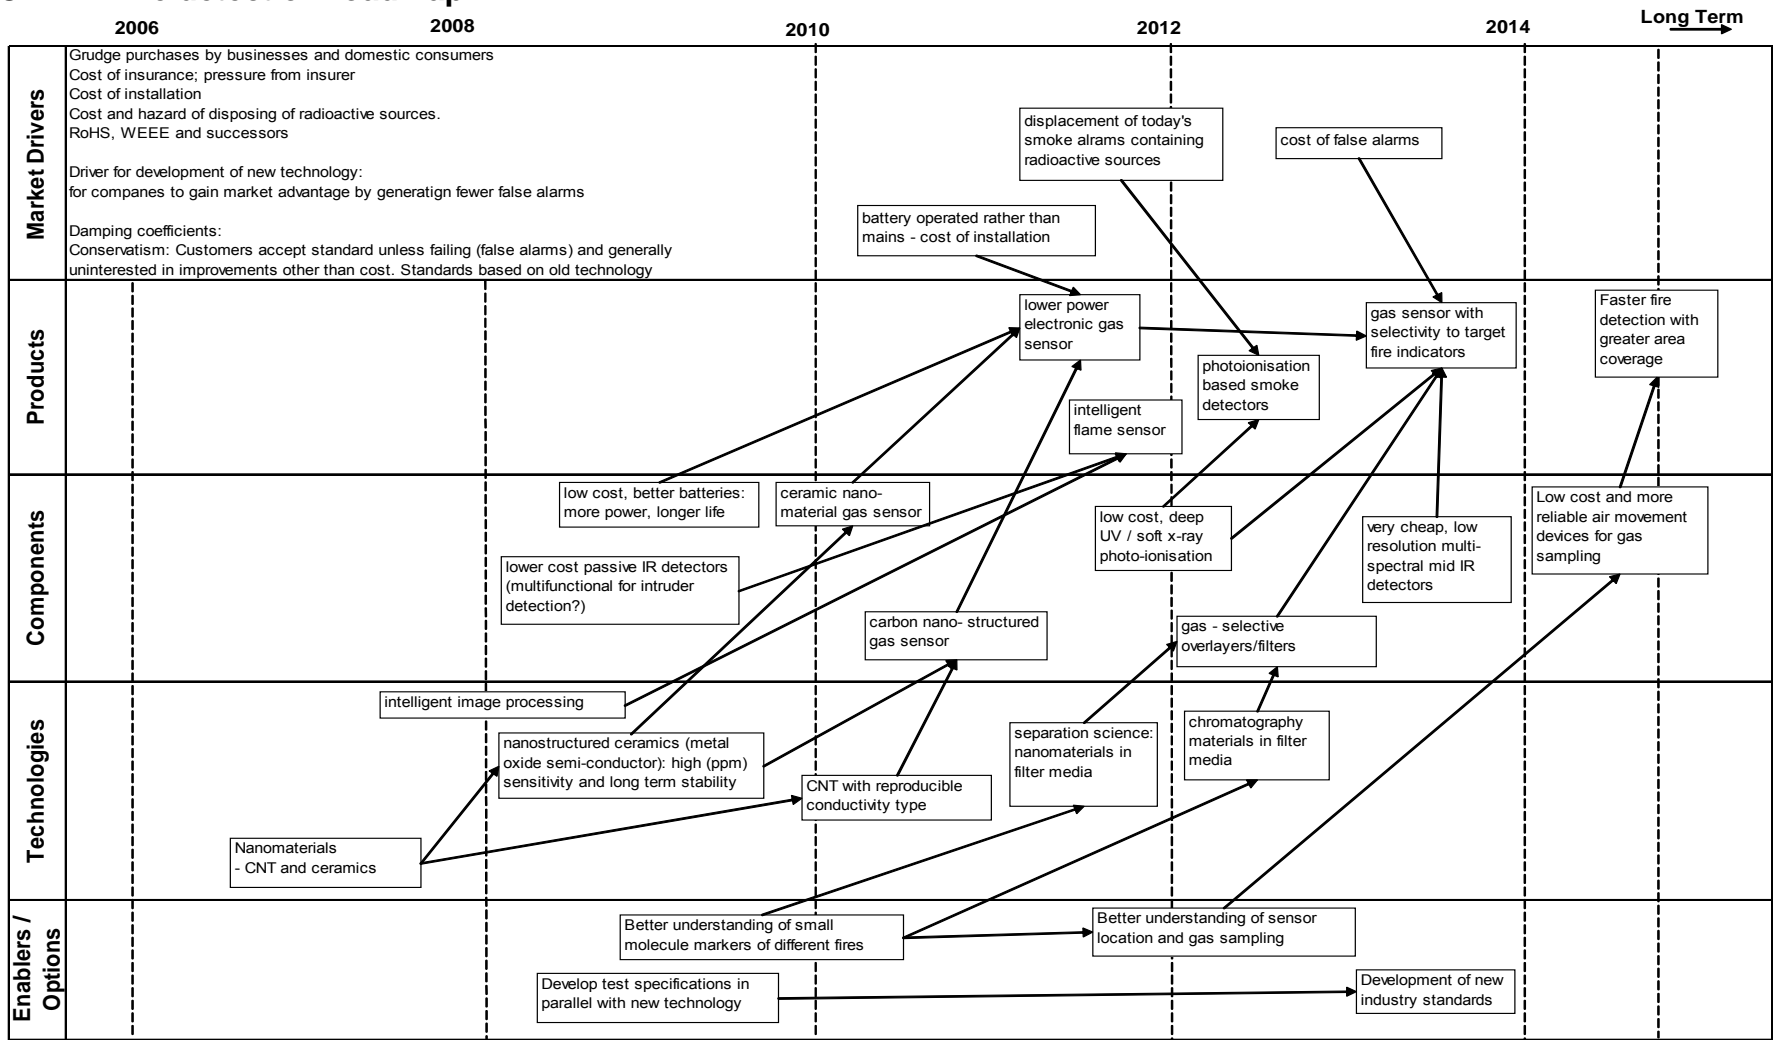 2006
2008
2010
2012
2014
Long Term
Market Drivers
Grudge purchases by businesses and domestic consumers
Cost of insurance; pressure from insurer
Cost of installation
Cost and hazard of disposing of radioactive sources.
RoHS, WEEE and successors
Driver for development of new technology:
for companes to gain market advantage by generatign fewer false alarms
Damping coefficients:
Conservatism: Customers accept standard unless failing (false alarms) and generally
uninterested in improvements other than cost. Standards based on old technology
displacement of today's
smoke alrams containing
radioactive sources
cost of false alarms
battery operated rather than
mains - cost of installation
Products
lower power
electronic gas
sensor
gas sensor with
selectivity to target
fire indicators
Faster fire
detection with
greater area
coverage
photoionisation
based smoke
detectors
intelligent
flame sensor
Components
low cost, better batteries:
more power, longer life
ceramic nano-
material gas sensor
low cost, deep
UV / soft x-ray
photo-ionisation
very cheap, low
resolution multi-
spectral mid IR
detectors
Low cost and more
reliable air movement
devices for gas
sampling
lower cost passive IR detectors
(multifunctional for intruder
detection?)
carbon nano- structured
gas sensor
gas - selective
overlayers/filters
Technologies
intelligent image processing
nanostructured ceramics (metal
oxide semi-conductor): high (ppm)
sensitivity and long term stability
separation science:
nanomaterials in
filter media
chromatography
materials in filter
media
CNT with reproducible
conductivity type
Nanomaterials
- CNT and ceramics
Enablers /
Options
Better understanding of small
molecule markers of different fires
Better understanding of sensor
location and gas sampling
Develop test specifications in
parallel with new technology
Development of new
industry standards